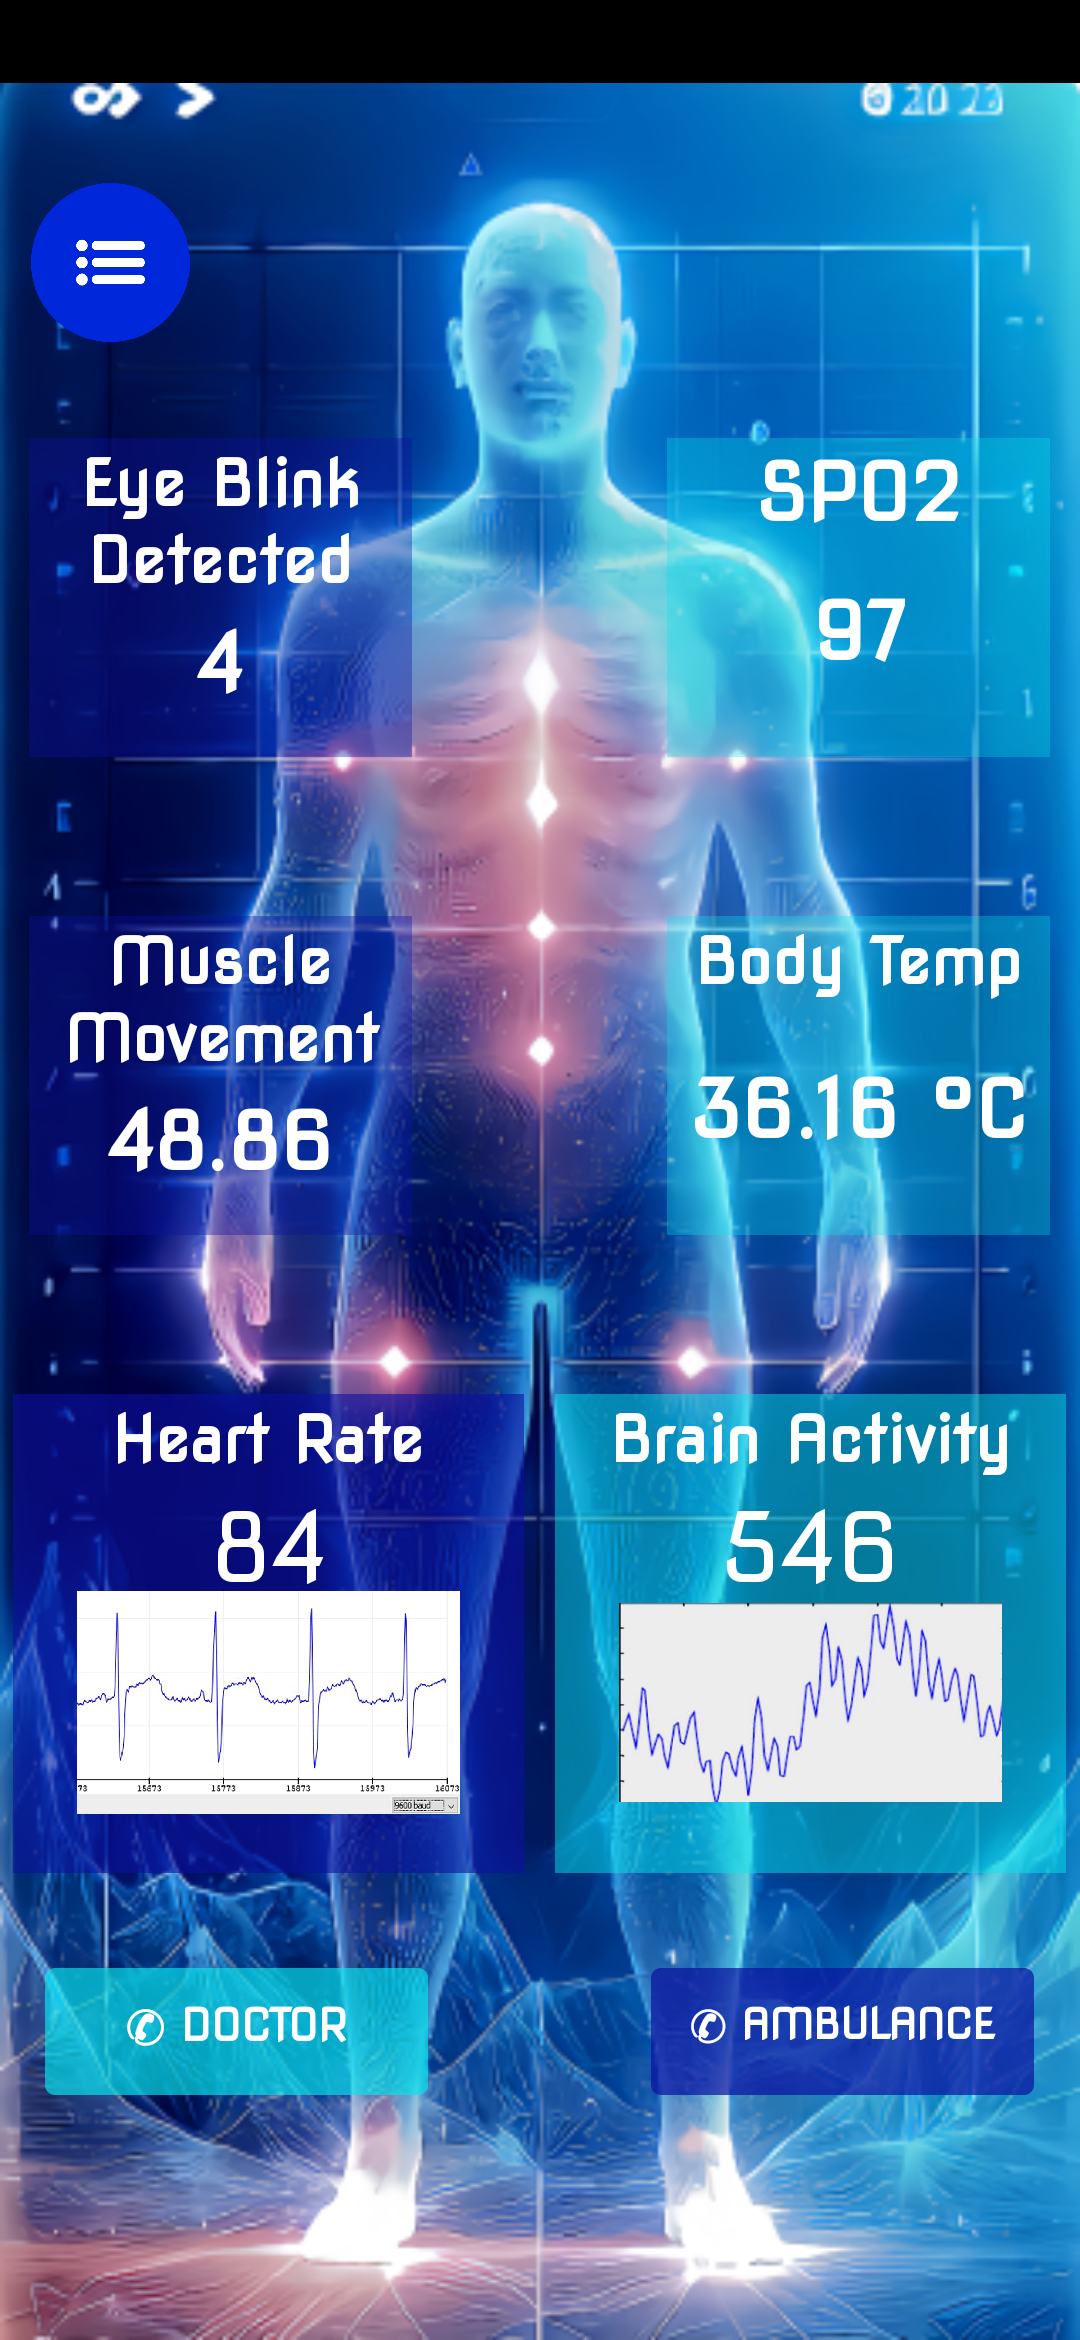 Eye Blink
Detected
4
SPO2
97
Muscle
Movement
48.86
Body Temp
36.16 °C
Heart Rate
84
73 15673 15773 15873 15973 16073
9600 baud
Brain Activity
546
✆ DOCTOR
✆ AMBULANCE